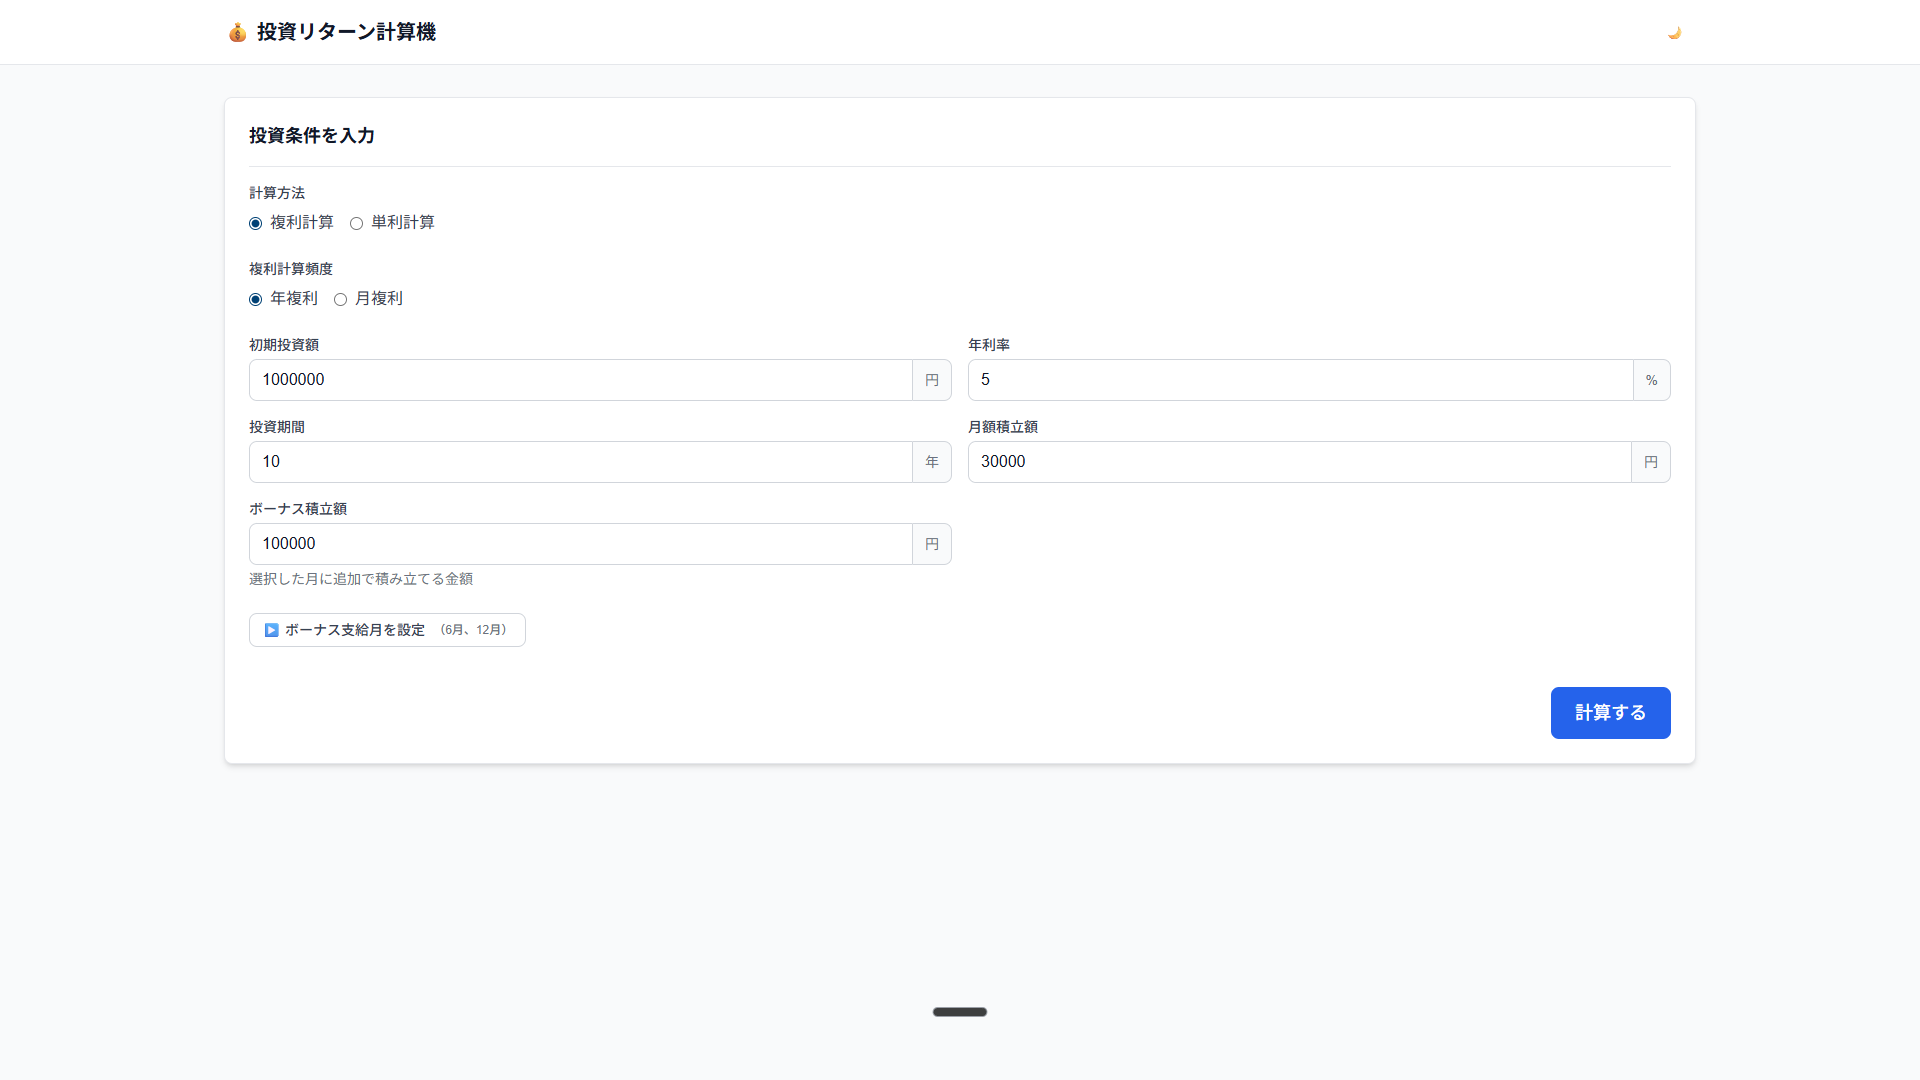 投資リターン計算機
投資条件を入力
計算方法
複利計算 単利計算
複利計算頻度
年複利 月複利
初期投資額
1000000 円
年利率
5 %
投資期間
10 年
月額積立額
30000 円
ボーナス積立額
100000 円
選択した月に追加で積み立てる金額
ボーナス支給月を設定 （6月、12月）
計算する